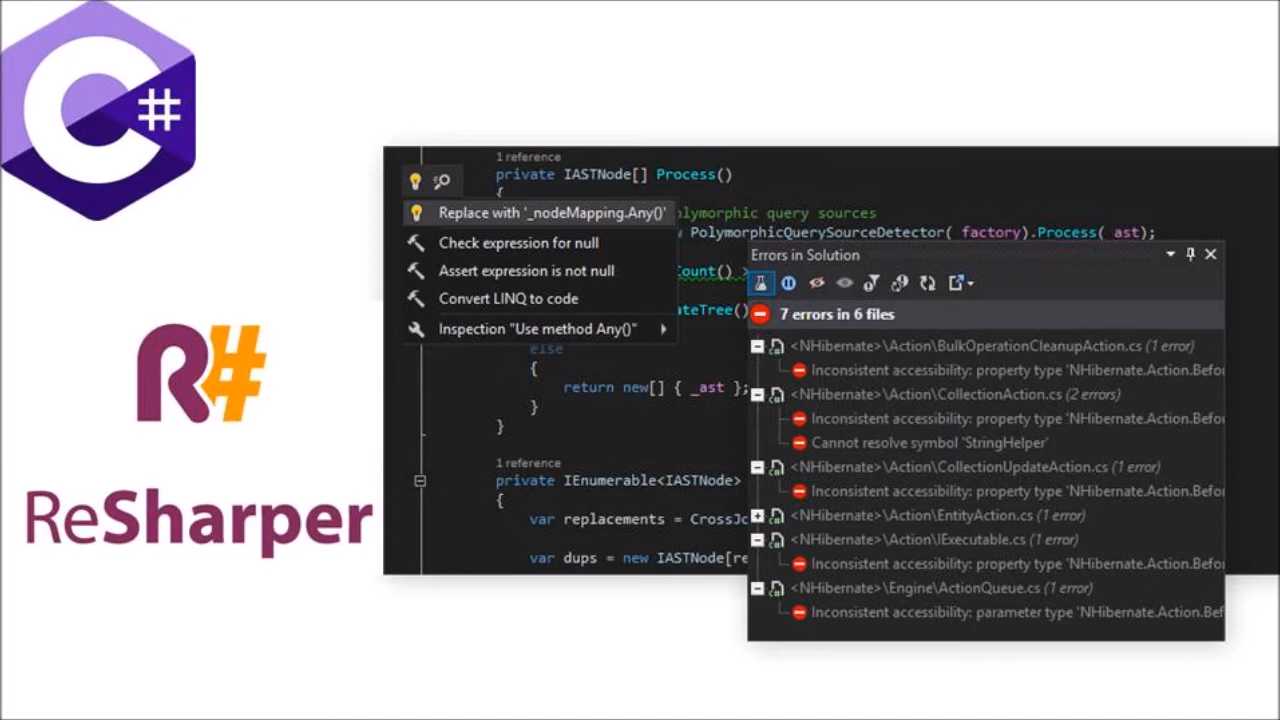 C#
1 reference
private IASTNode[] Process()
{
Replace with '_nodeMapping.Any()'
olymorphic query sources
PolymorphicQuerySourceDetector( factory).Process( ast);
Check expression for null
Assert expression is not null
Count() >
Convert LINQ to code
ateTree()
Inspection "Use method Any()"
else
{
return new[] { _ast };
}
}
1 reference
private IEnumerable<IASTNode>
{
var replacements = CrossJo
var dups = new IASTNode[re
Errors in Solution
7 errors in 6 files
<NHibernate>\Action\BulkOperationCleanupAction.cs (1 error)
Inconsistent accessibility: property type 'NHibernate.Action.Befo
<NHibernate>\Action\CollectionAction.cs (2 errors)
Inconsistent accessibility: property type 'NHibernate.Action.Befo
Cannot resolve symbol 'StringHelper'
<NHibernate>\Action\CollectionUpdateAction.cs (1 error)
Inconsistent accessibility: property type 'NHibernate.Action.Befo
<NHibernate>\Action\EntityAction.cs (1 error)
<NHibernate>\Action\IExecutable.cs (1 error)
Inconsistent accessibility: property type 'NHibernate.Action.Befo
<NHibernate>\Engine\ActionQueue.cs (1 error)
Inconsistent accessibility: parameter type 'NHibernate.Action.Bef
R#
ReSharper